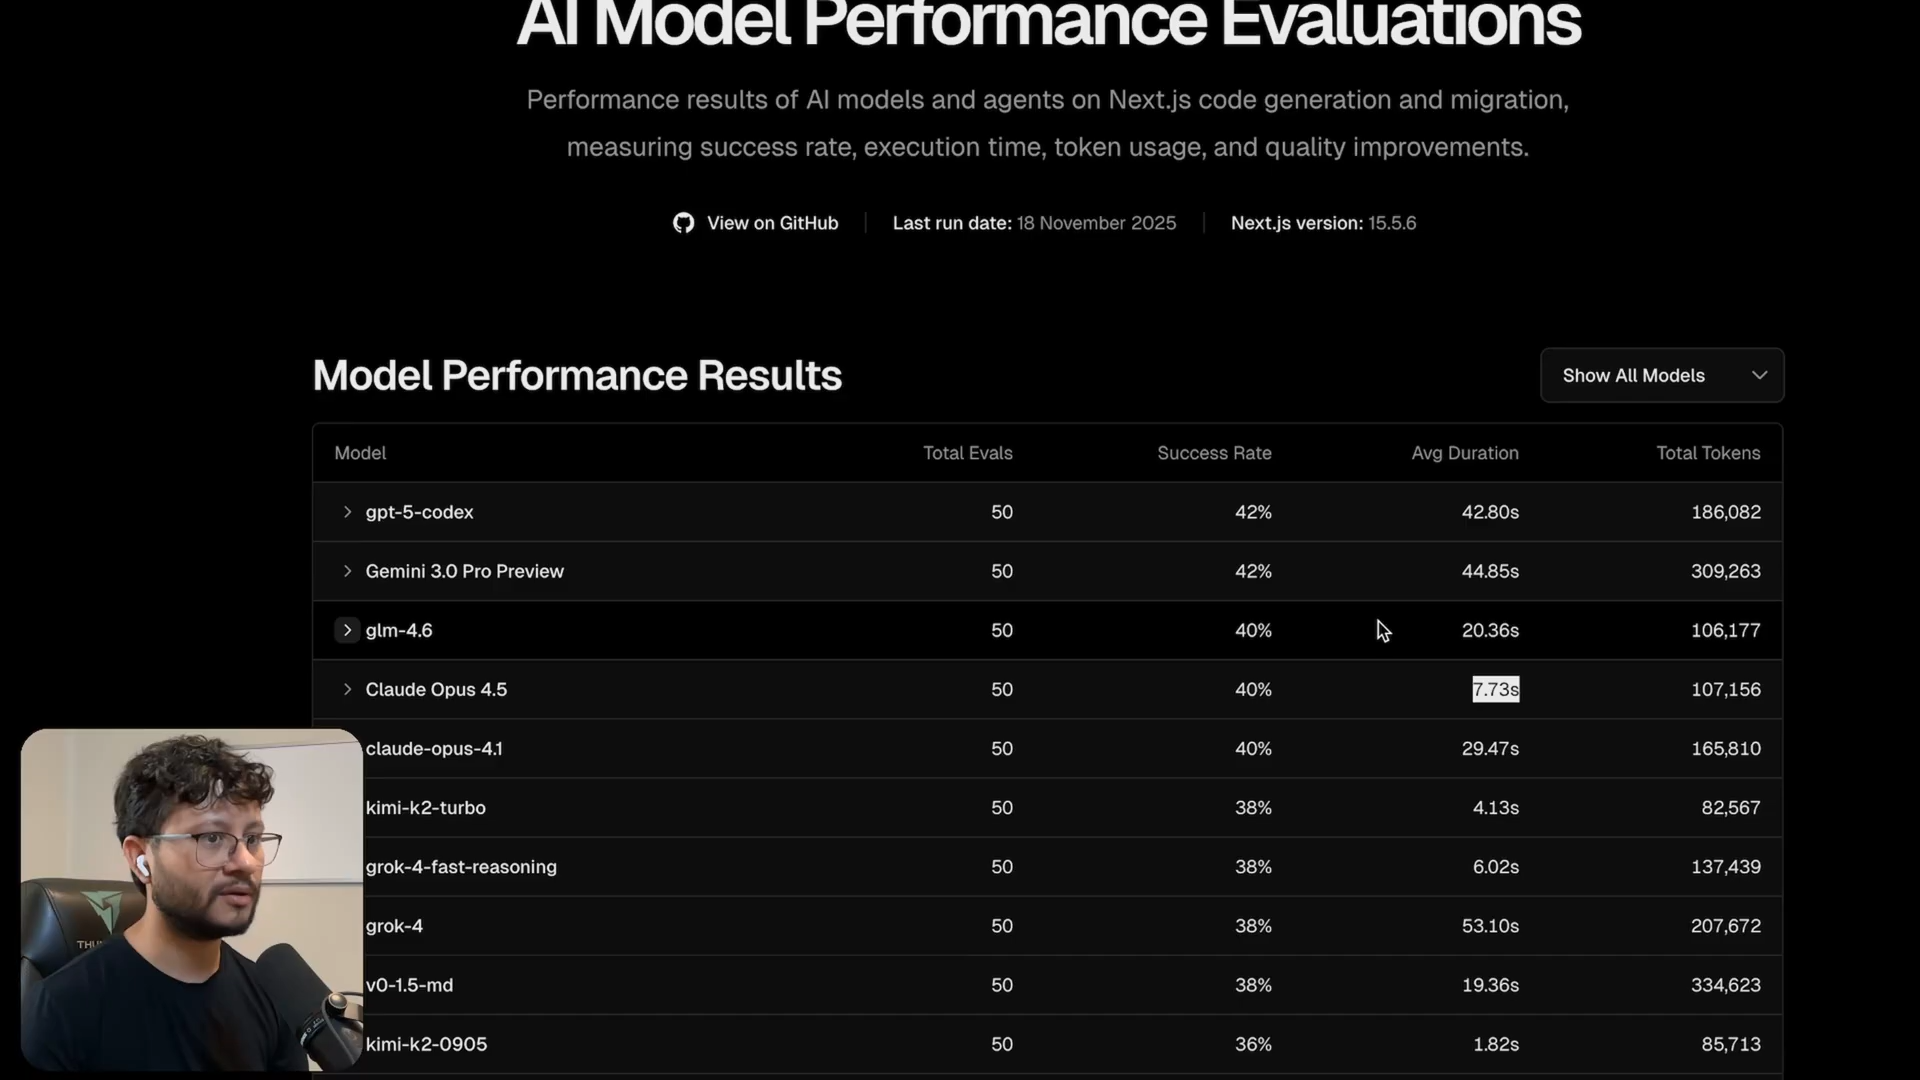 AI Model Performance Evaluations
Performance results of AI models and agents on Next.js code generation and migration,
measuring success rate, execution time, token usage, and quality improvements.
View on GitHub Last run date: 18 November 2025 Next.js version: 15.5.6
Model Performance Results Show All Models
Model Total Evals Success Rate Avg Duration Total Tokens
gpt-5-codex 50 42% 42.80s 186,082
Gemini 3.0 Pro Preview 50 42% 44.85s 309,263
glm-4.6 50 40% 20.36s 106,177
Claude Opus 4.5 50 40% 7.73s 107,156
claude-opus-4.1 50 40% 29.47s 165,810
kimi-k2-turbo 50 38% 4.13s 82,567
grok-4-fast-reasoning 50 38% 6.02s 137,439
grok-4 50 38% 53.10s 207,672
v0-1.5-md 50 38% 19.36s 334,623
kimi-k2-0905 50 36% 1.82s 85,713